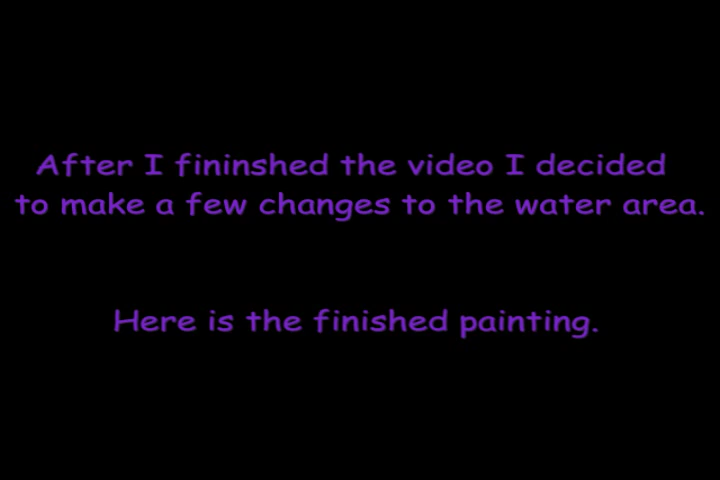 After I fininshed the video I decided
to make a few changes to the water area.
Here is the finished painting.